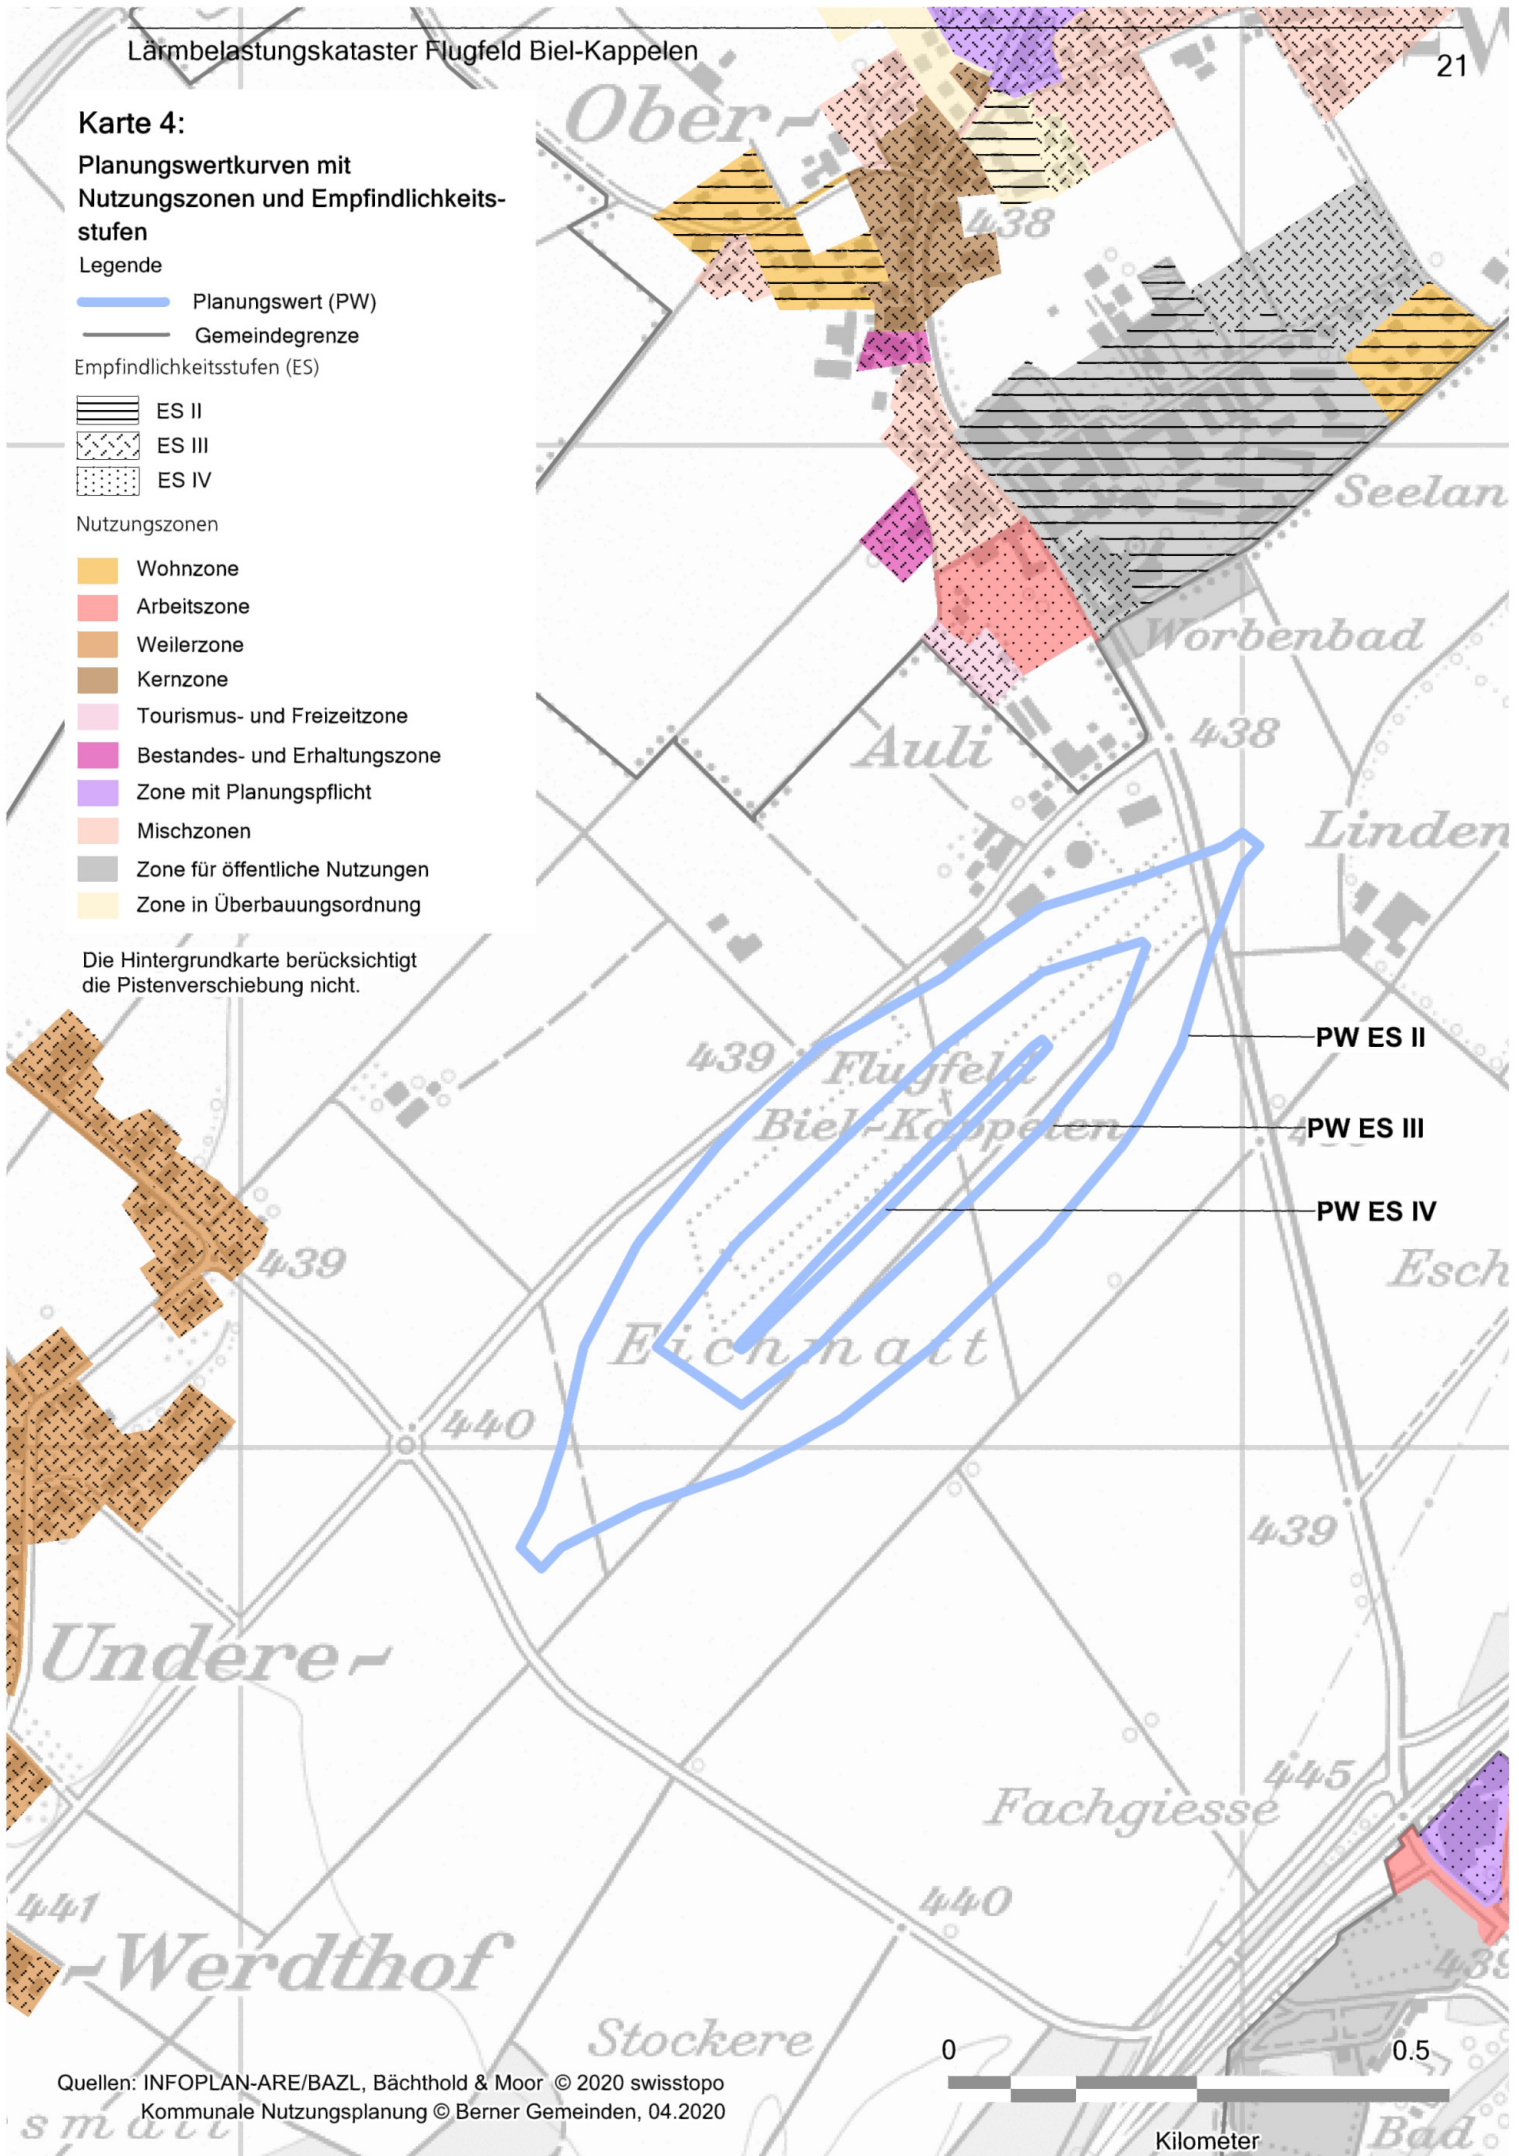 Lärmbelastungskataster Flugfeld Biel-Kappelen
21
Karte 4:
Planungswertkurven mit
Nutzungszonen und Empfindlichkeits-
stufen
Legende
Planungswert (PW)
Gemeindegrenze
Empfindlichkeitsstufen (ES)
ES II
ES III
ES IV
Nutzungszonen
Wohnzone
Arbeitszone
Weilerzone
Kernzone
Tourismus- und Freizeitzone
Bestandes- und Erhaltungszone
Zone mit Planungspflicht
Mischzonen
Zone für öffentliche Nutzungen
Zone in Überbauungsordnung
Die Hintergrundkarte berücksichtigt
die Pistenverschiebung nicht.
Ober-
438
Seelan
Worbenbad
Auli
438
Linden
439
Flugfeld
Biel-Kappelen
PW ES II
PW ES III
PW ES IV
439
Esch
Eichmatt
440
439
Undere-
445
Fachgiesse
441
440
-Werdthof
439
Stockere
0
0.5
Kilometer
Bad
Quellen: INFOPLAN-ARE/BAZL, Bächthold & Moor © 2020 swisstopo
Kommunale Nutzungsplanung © Berner Gemeinden, 04.2020